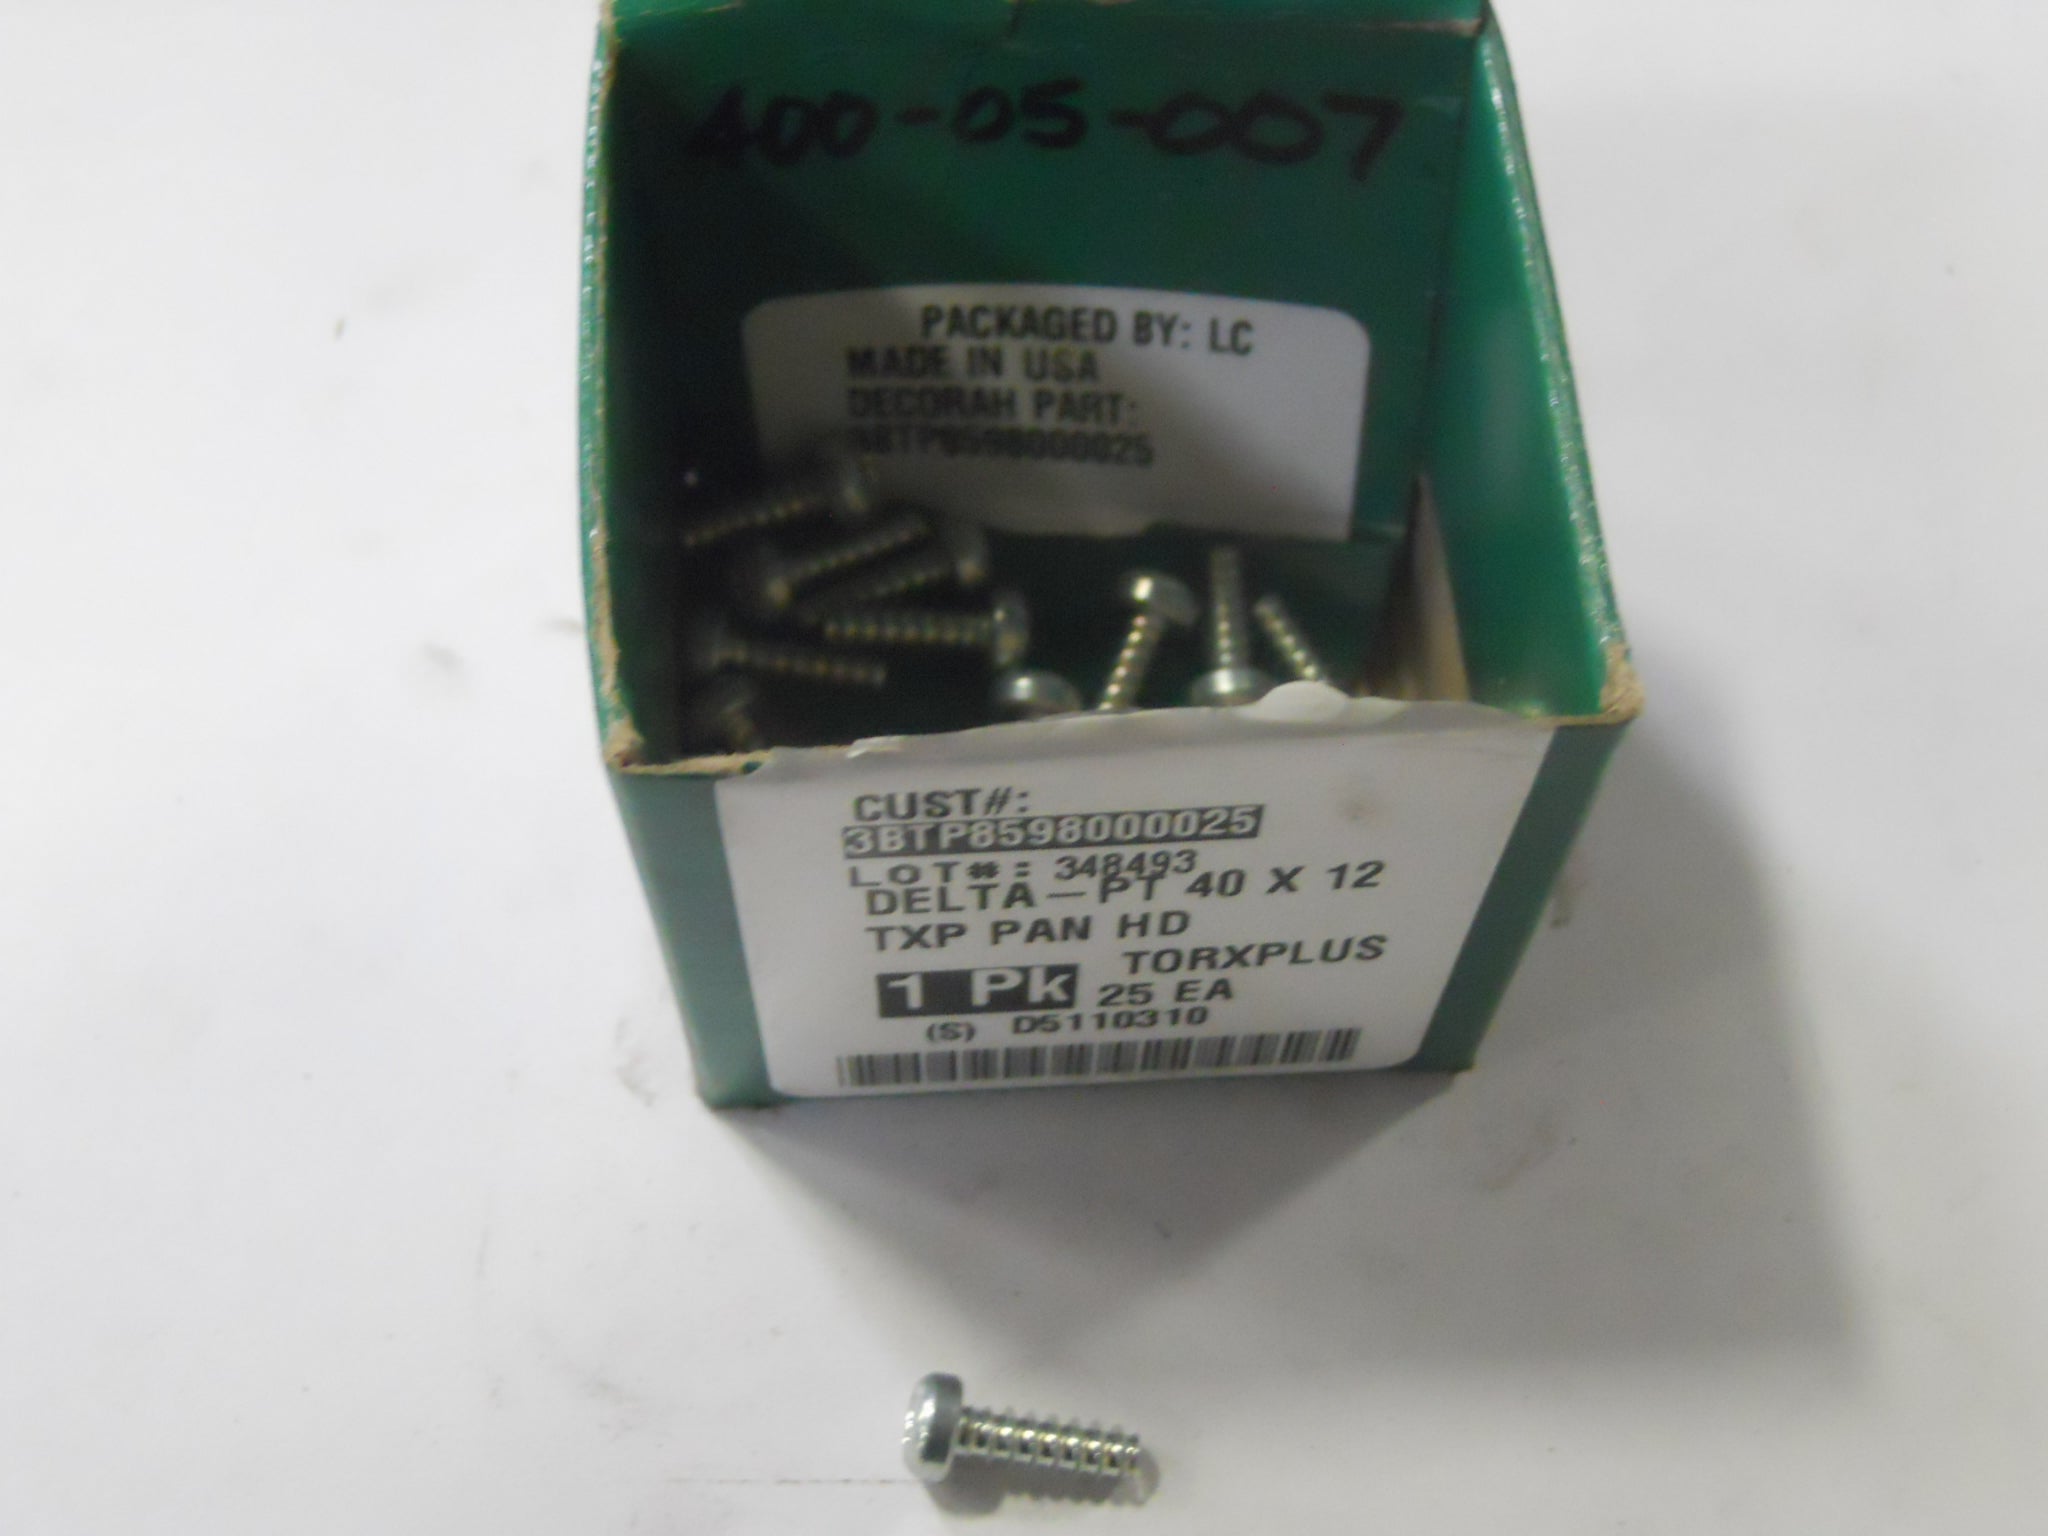 400-05-007
PACKAGED BY: LC
MADE IN USA
DECORAH PART:
3BTP8598000025
CUST#:
3BTP8598000025
LOT#: 348493
DELTA-PT 40 X 12
TXP PAN HD
TORXPLUS
1 Pk 25 EA
(S) D5110310